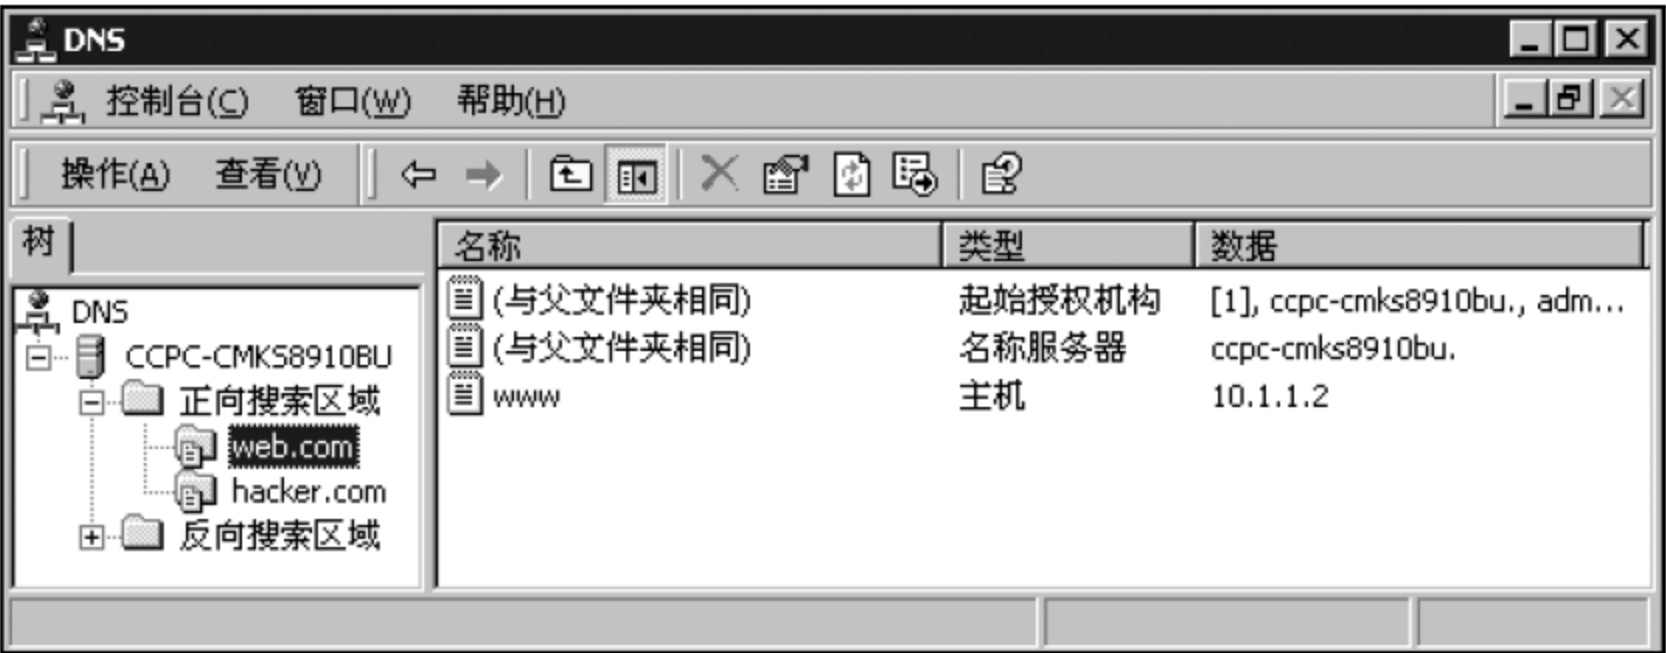 DNS
控制台(C) 窗口(W) 帮助(H)
操作(A) 查看(V)
树
名称 类型 数据
(与父文件夹相同) 起始授权机构 [1], ccpc-cmks8910bu., adm...
(与父文件夹相同) 名称服务器 ccpc-cmks8910bu.
www 主机 10.1.1.2
DNS
CCPC-CMKS8910BU
正向搜索区域
web.com
hacker.com
反向搜索区域